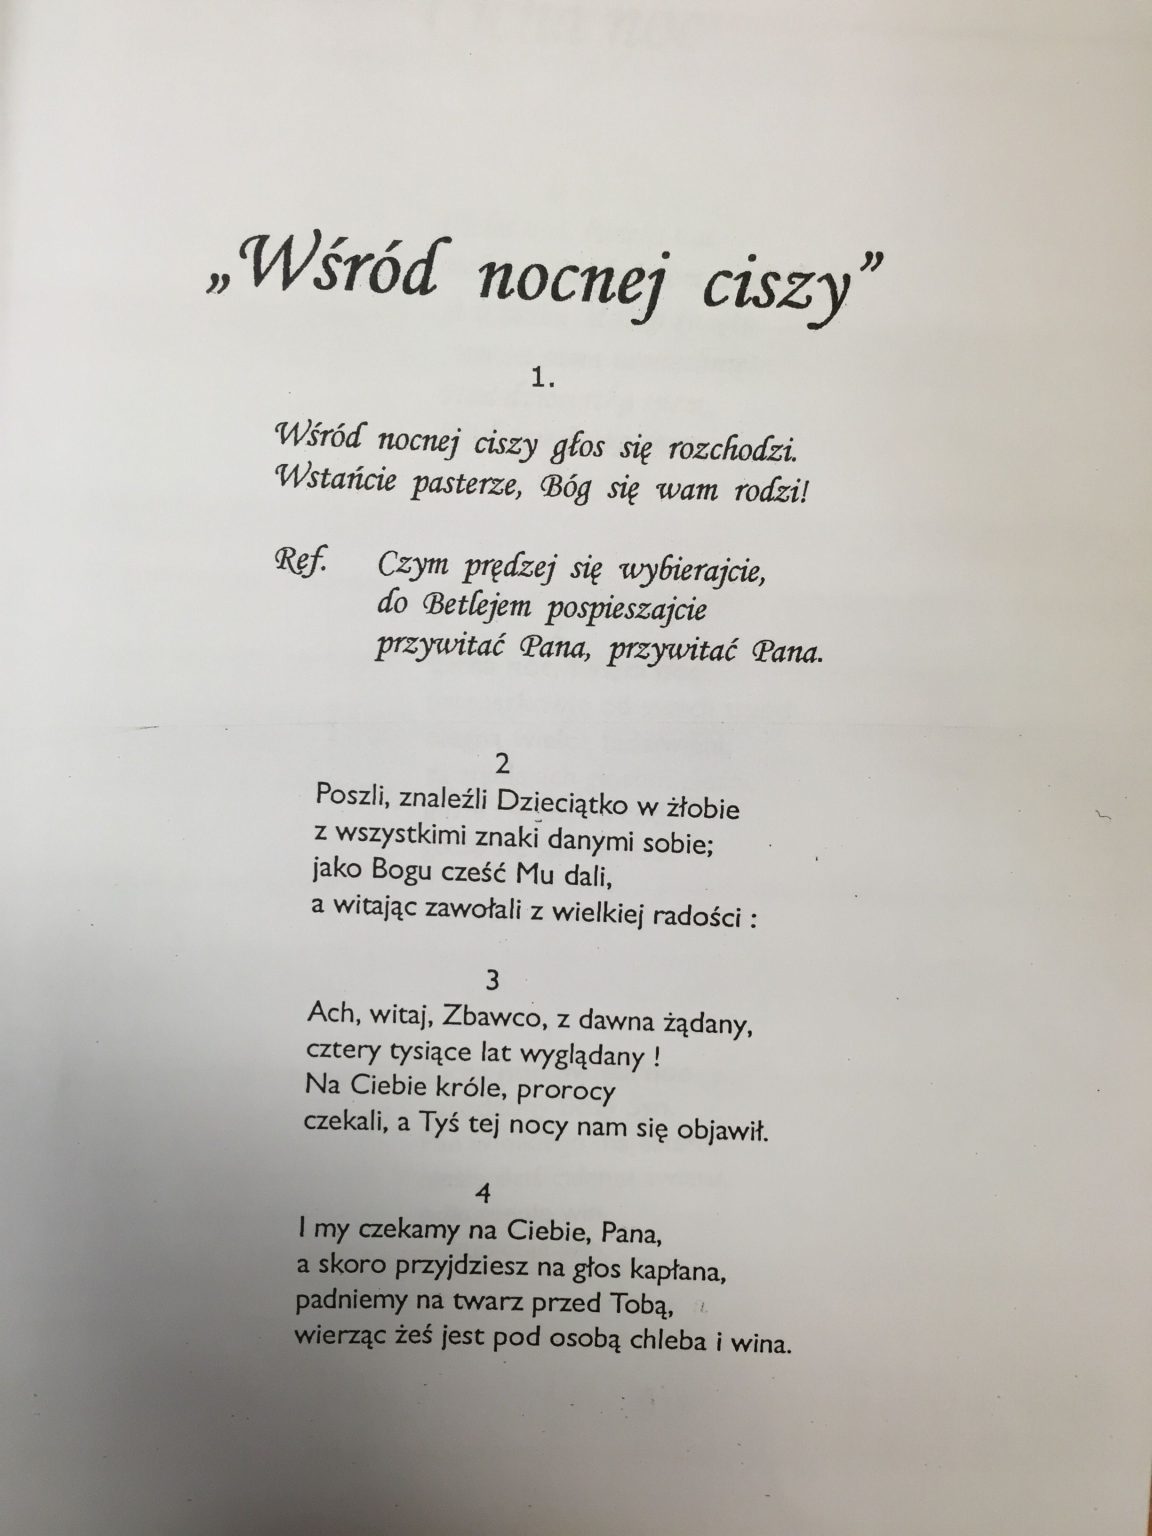 „Wśród nocnej ciszy”
1.
Wśród nocnej ciszy głos się rozchodzi.
Wstańcie pasterze, Bóg się wam rodzi!
Ref. Czym prędzej się wybierajcie,
do Betlejem pospieszajcie
przywitać Pana, przywitać Pana.
2
Poszli, znaleźli Dzieciątko w żłobie
z wszystkimi znaki danymi sobie;
jako Bogu cześć Mu dali,
a witając zawołali z wielkiej radości :
3
Ach, witaj, Zbawco, z dawna żądany,
cztery tysiące lat wyglądany !
Na Ciebie króle, prorocy
czekali, a Tyś tej nocy nam się objawił.
4
I my czekamy na Ciebie, Pana,
a skoro przyjdziesz na głos kapłana,
padniemy na twarz przed Tobą,
wierząc żeś jest pod osobą chleba i wina.